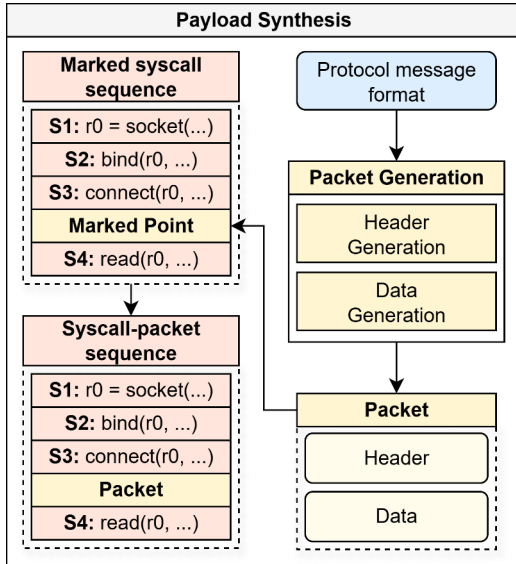 Payload Synthesis
Marked syscall
sequence
S1: r0 = socket(...)
S2: bind(r0, ...)
S3: connect(r0, ...)
Marked Point
S4: read(r0, ...)
Syscall-packet
sequence
S1: r0 = socket(...)
S2: bind(r0, ...)
S3: connect(r0, ...)
Packet
S4: read(r0, ...)
Protocol message
format
Packet Generation
Header
Generation
Data
Generation
Packet
Header
Data